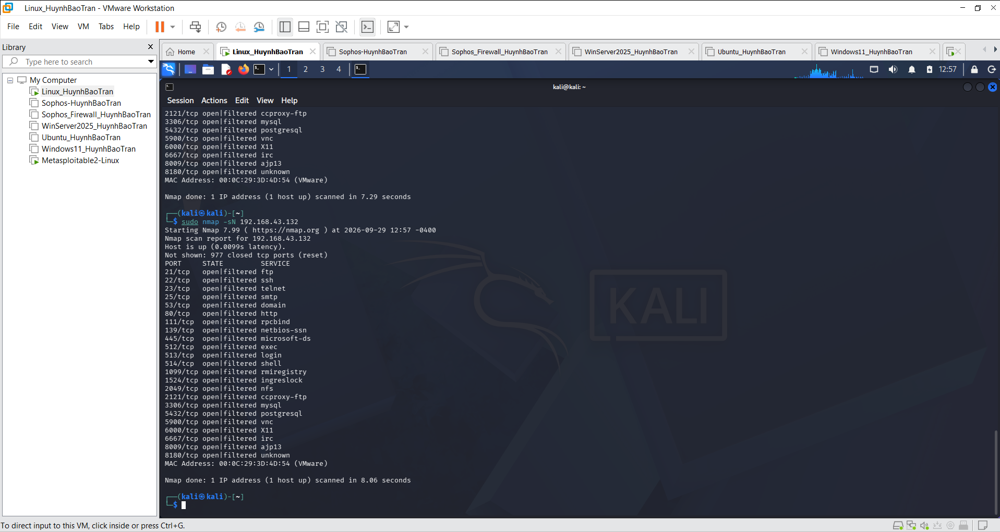 Linux_HuynhBaoTran - VMware Workstation
File Edit View VM Tabs Help
Library
Type here to search
My Computer
Linux_HuynhBaoTran
Sophos-HuynhBaoTran
Sophos_Firewall_HuynhBaoTran
WinServer2025_HuynhBaoTran
Ubuntu_HuynhBaoTran
Windows11_HuynhBaoTran
Metasploitable2-Linux
Home Linux_HuynhBaoTran Sophos-HuynhBaoTran Sophos_Firewall_HuynhBaoTran WinServer2025_HuynhBaoTran Ubuntu_HuynhBaoTran Windows11_HuynhBaoTran
1 2 3 4 12:57
kali@kali: ~
Session Actions Edit View Help
2121/tcp open|filtered ccproxy-ftp
3306/tcp open|filtered mysql
5432/tcp open|filtered postgresql
5900/tcp open|filtered vnc
6000/tcp open|filtered X11
6667/tcp open|filtered irc
8009/tcp open|filtered ajp13
8180/tcp open|filtered unknown
MAC Address: 00:0C:29:3D:4D:54 (VMware)
Nmap done: 1 IP address (1 host up) scanned in 7.29 seconds
┌──(kali㉿kali)-[~]
└─$ sudo nmap -sN 192.168.43.132
Starting Nmap 7.99 ( https://nmap.org ) at 2026-09-29 12:57 -0400
Nmap scan report for 192.168.43.132
Host is up (0.0099s latency).
Not shown: 977 closed tcp ports (reset)
PORT STATE SERVICE
21/tcp open|filtered ftp
22/tcp open|filtered ssh
23/tcp open|filtered telnet
25/tcp open|filtered smtp
53/tcp open|filtered domain
80/tcp open|filtered http
111/tcp open|filtered rpcbind
139/tcp open|filtered netbios-ssn
445/tcp open|filtered microsoft-ds
512/tcp open|filtered exec
513/tcp open|filtered login
514/tcp open|filtered shell
1099/tcp open|filtered rmiregistry
1524/tcp open|filtered ingreslock
2049/tcp open|filtered nfs
2121/tcp open|filtered ccproxy-ftp
3306/tcp open|filtered mysql
5432/tcp open|filtered postgresql
5900/tcp open|filtered vnc
6000/tcp open|filtered X11
6667/tcp open|filtered irc
8009/tcp open|filtered ajp13
8180/tcp open|filtered unknown
MAC Address: 00:0C:29:3D:4D:54 (VMware)
Nmap done: 1 IP address (1 host up) scanned in 8.06 seconds
┌──(kali㉿kali)-[~]
└─$
KALI
To direct input to this VM, click inside or press Ctrl+G.